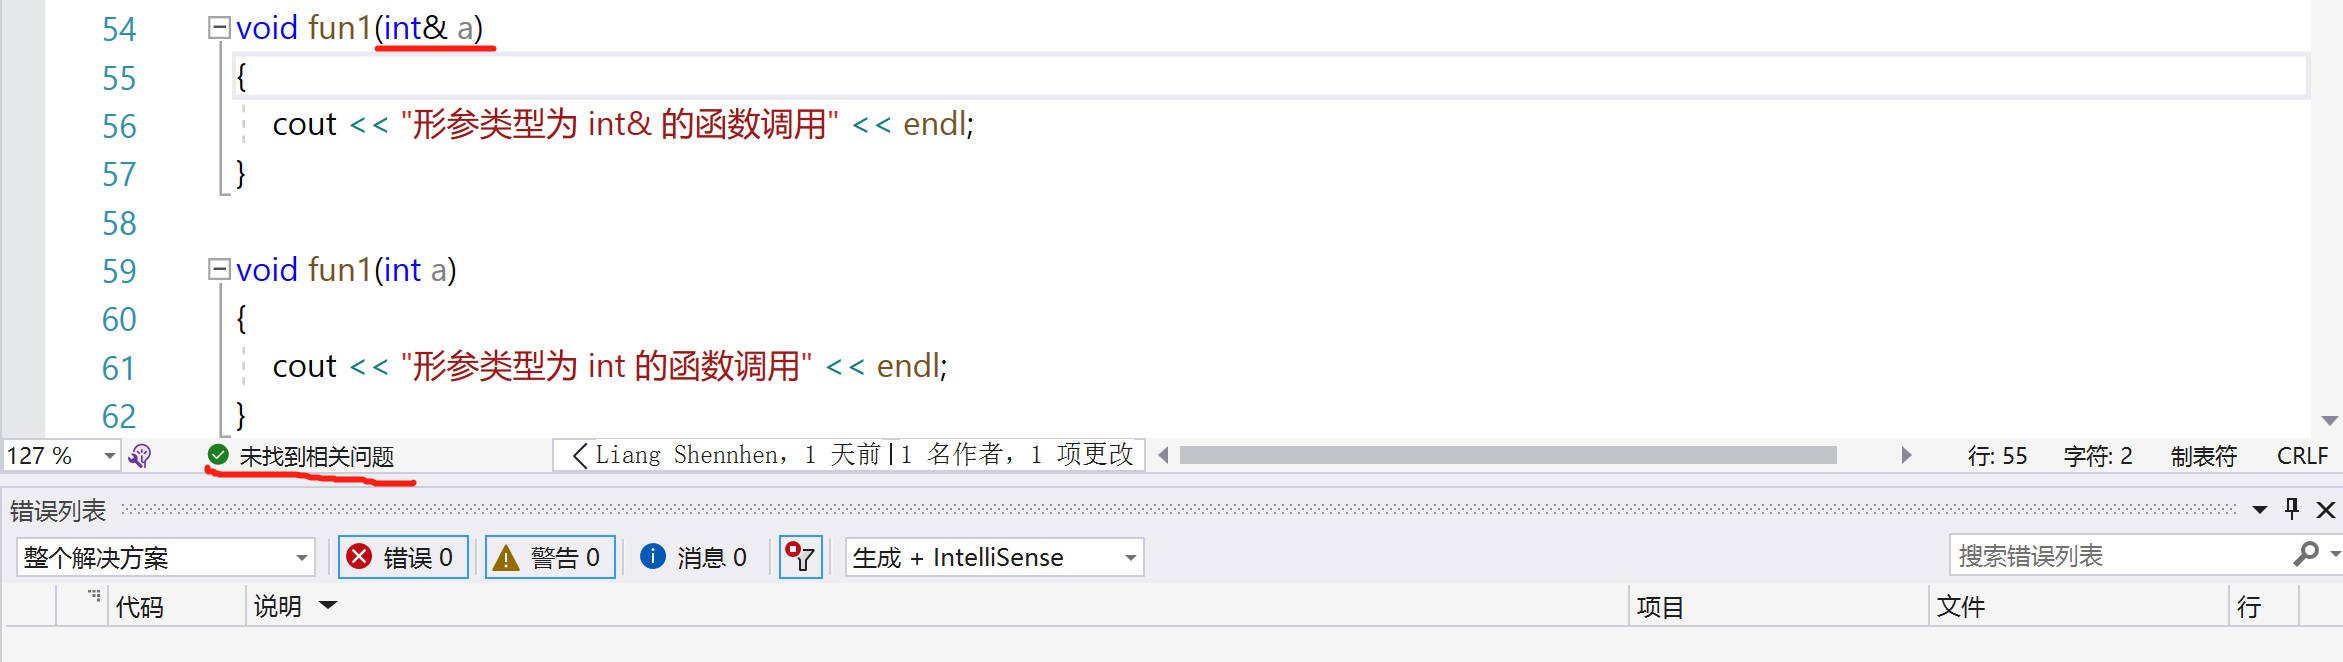 54 void fun1(int& a)
55 {
56 cout << "形参类型为 int& 的函数调用" << endl;
57 }
58
59 void fun1(int a)
60 {
61 cout << "形参类型为 int 的函数调用" << endl;
62 }
127 % 未找到相关问题 Liang Shennhen，1 天前|1 名作者，1 项更改 行: 55 字符: 2 制表符 CRLF
错误列表
整个解决方案 错误 0 警告 0 消息 0 生成 + IntelliSense 搜索错误列表
代码 说明 项目 文件 行